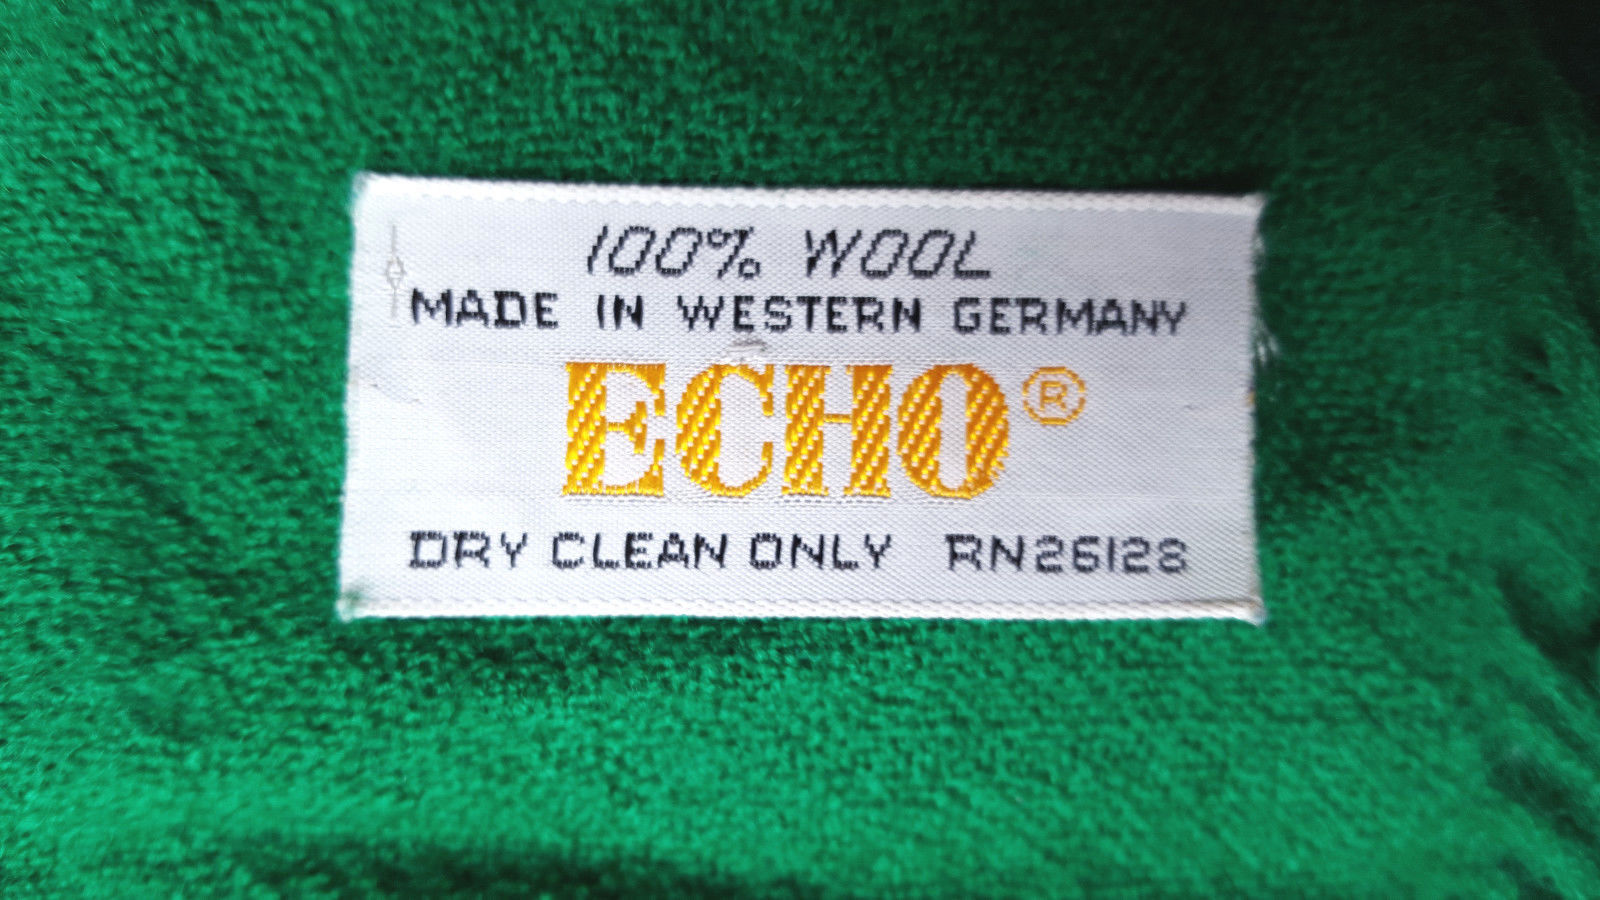 100% WOOL
MADE IN WESTERN GERMANY
ECHO®
DRY CLEAN ONLY RN26128